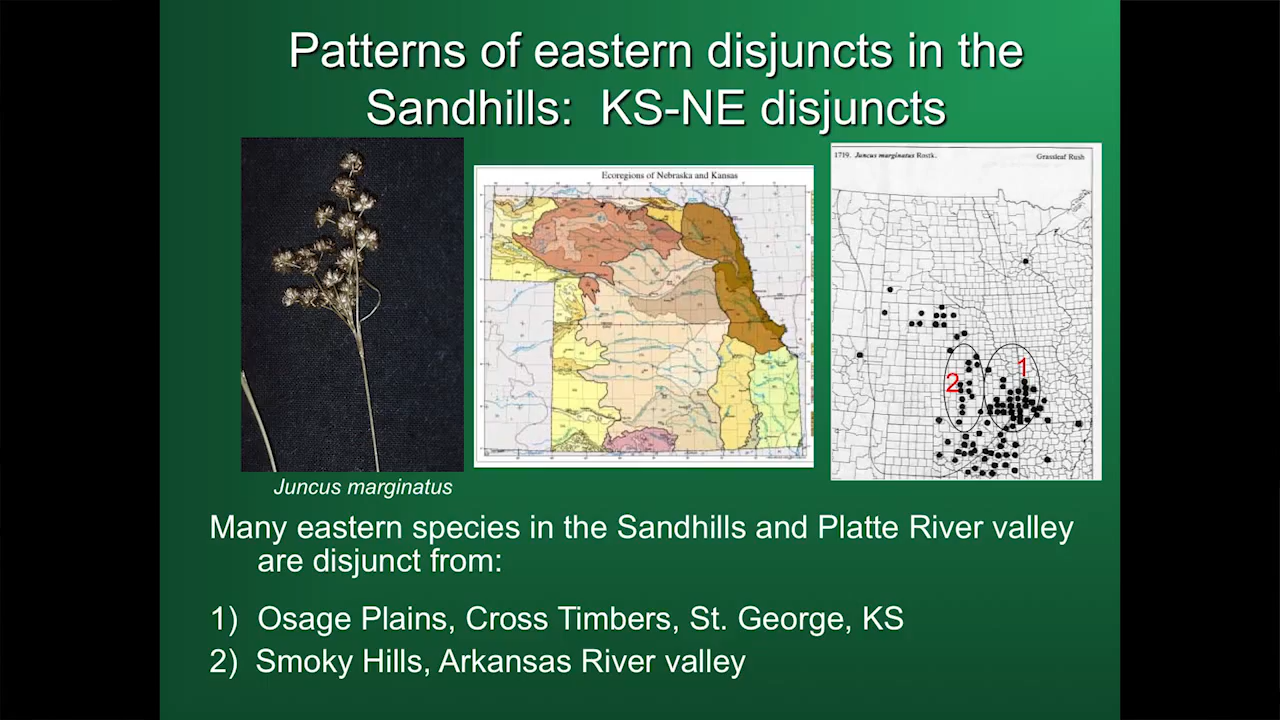 Patterns of eastern disjuncts in the
Sandhills: KS-NE disjuncts
Ecoregions of Nebraska and Kansas
1719. Juncus marginatus Rostk.
Grassleaf Rush
1
2
Juncus marginatus
Many eastern species in the Sandhills and Platte River valley
are disjunct from:
1) Osage Plains, Cross Timbers, St. George, KS
2) Smoky Hills, Arkansas River valley